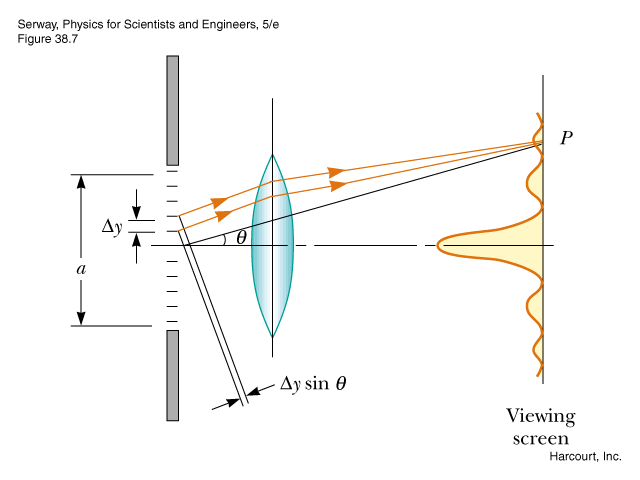 Serway, Physics for Scientists and Engineers, 5/e
Figure 38.7
P
Δy
θ
a
Δy sin θ
Viewing
screen
Harcourt, Inc.